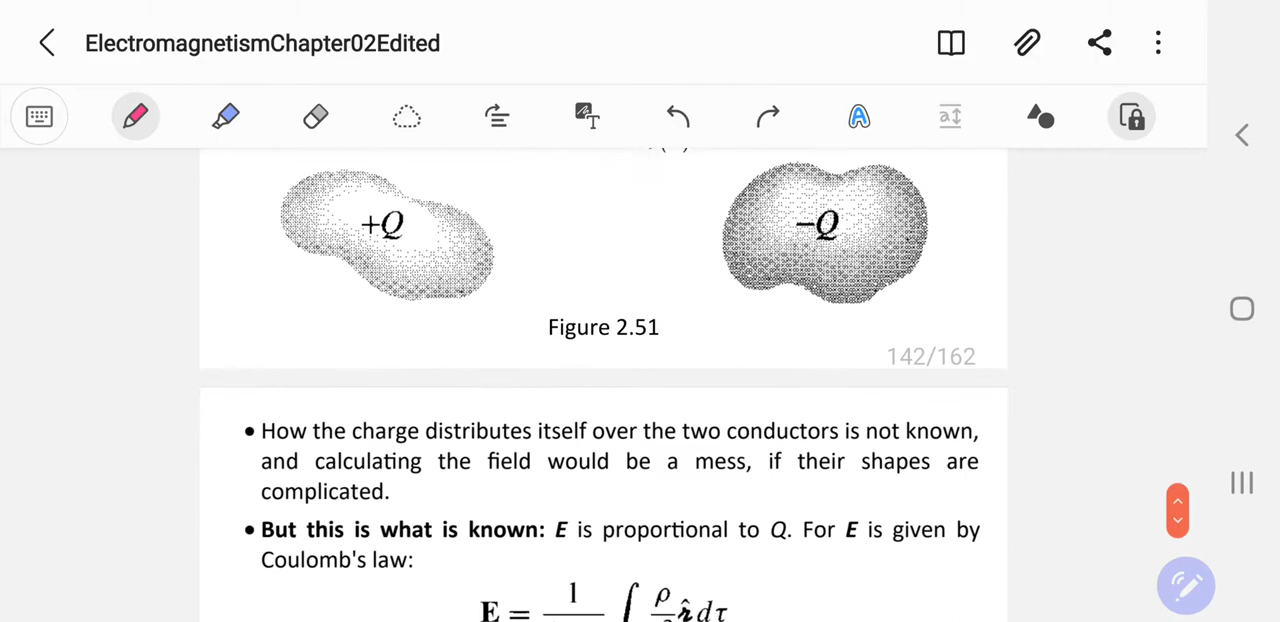 ElectromagnetismChapter02Edited
+Q
−Q
Figure 2.51
142/162
• How the charge distributes itself over the two conductors is not known,
and calculating the field would be a mess, if their shapes are
complicated.
• But this is what is known: E is proportional to Q. For E is given by
Coulomb's law:
E = 1 ∫ ρ 𝓇̂ dτ